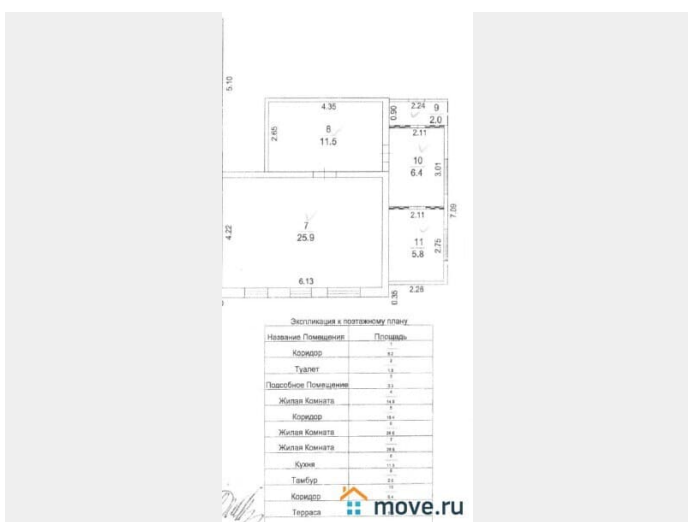 5.10
4.35
0.90
2.24
9
2.0
2.65
8
11.5
2.11
10
6.4
3.01
7.09
4.22
7
25.9
2.11
11
5.8
2.75
6.13
0.35
2.28
Экспликация к поэтажному плану
Название Помещения Площадь
Коридор
Туалет
Подсобное Помещение
Жилая Комната
Коридор
Жилая Комната
Жилая Комната
Кухня
Тамбур
Коридор
Терраса
move.ru